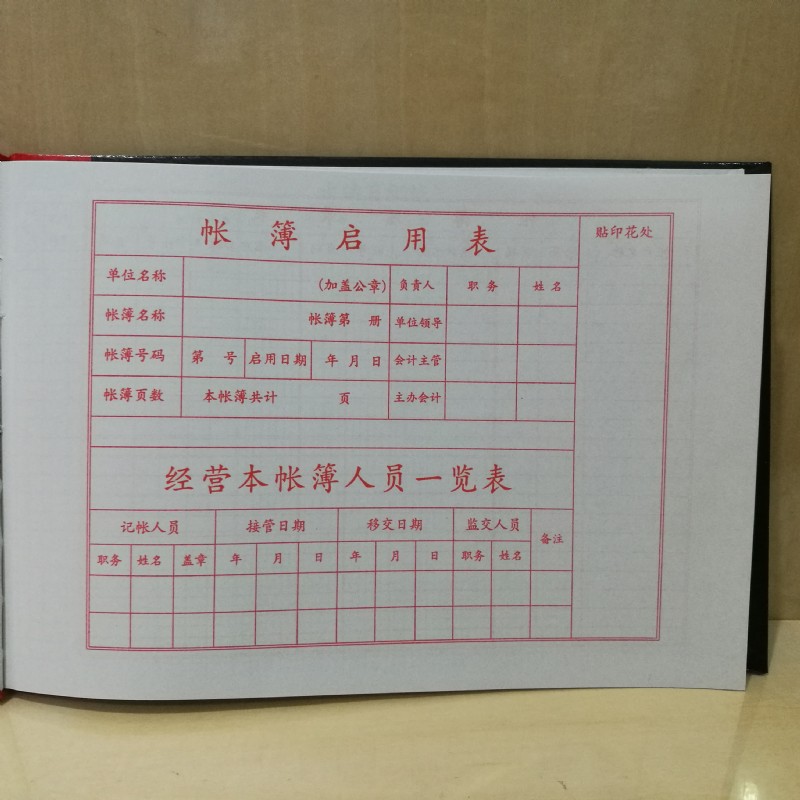 帐簿启用表
贴印花处
单位名称 (加盖公章) 负责人 职务 姓名
帐簿名称 帐簿第 册 单位领导
帐簿号码 第 号 启用日期 年 月 日 会计主管
帐簿页数 本帐簿共计 页 主办会计
经营本帐簿人员一览表
记帐人员 接管日期 移交日期 监交人员 备注
职务 姓名 盖章 年 月 日 年 月 日 职务 姓名